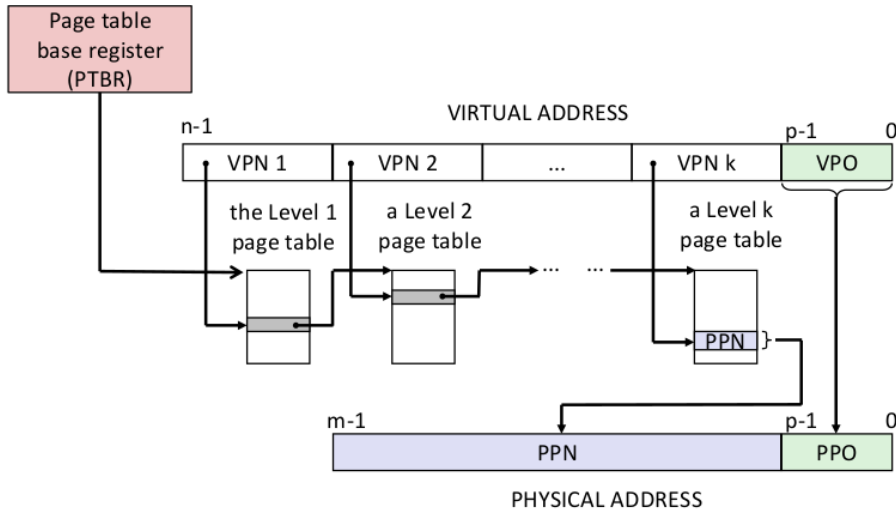 Page table
base register
(PTBR)
VIRTUAL ADDRESS
n-1
p-1
0
VPN 1
VPN 2
...
VPN k
VPO
the Level 1
page table
a Level 2
page table
a Level k
page table
...
...
PPN
m-1
p-1
0
PPN
PPO
PHYSICAL ADDRESS